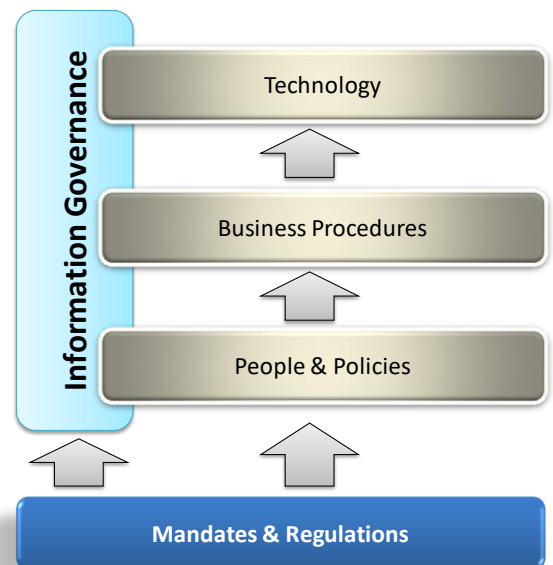 Information Governance
Technology
Business Procedures
People & Policies
Mandates & Regulations